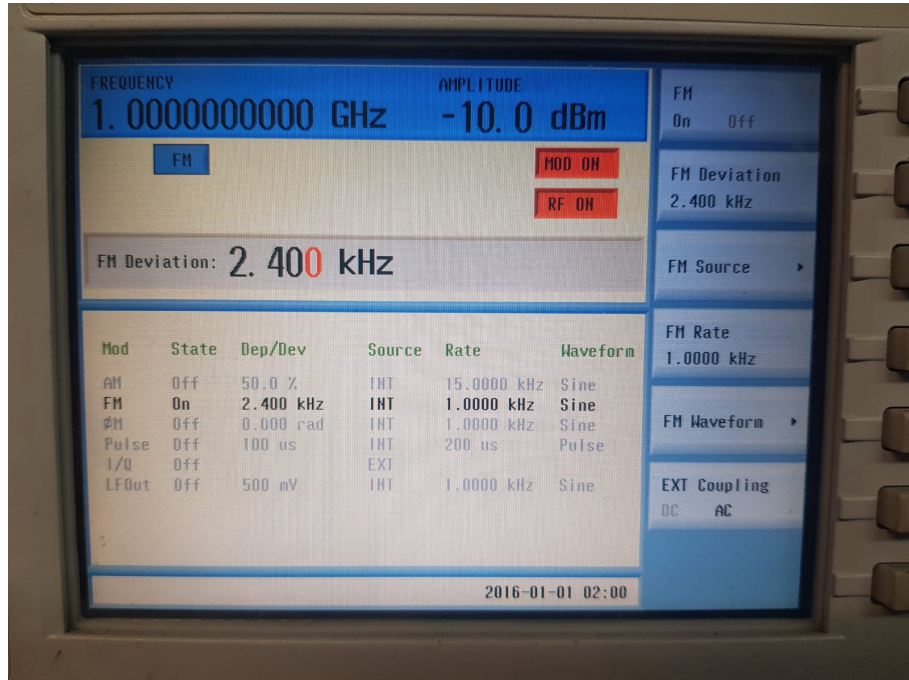 FREQUENCY AMPLITUDE
1.0000000000 GHz -10.0 dBm
FM MOD ON
RF ON
FM Deviation: 2.400 kHz
Mod State Dep/Dev Source Rate Waveform
AM Off 50.0 % INT 15.0000 kHz Sine
FM On 2.400 kHz INT 1.0000 kHz Sine
ΦM Off 0.000 rad INT 1.0000 kHz Sine
Pulse Off 100 us INT 200 us Pulse
I/Q Off EXT
LFOut Off 500 mV INT 1.0000 kHz Sine
2016-01-01 02:00
FM
On Off
FM Deviation
2.400 kHz
FM Source
FM Rate
1.0000 kHz
FM Waveform
EXT Coupling
DC AC